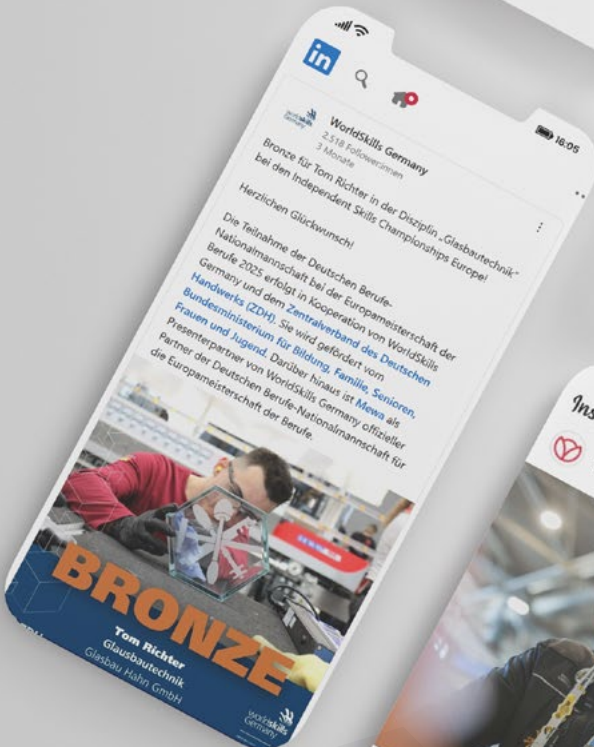 16:05
in
worldskills
Germany
WorldSkills Germany
2.518 Follower:innen
3 Monate
Bronze für Tom Richter in der Disziplin „Glasbautechnik“
bei den Independent Skills Championships Europe!
Herzlichen Glückwunsch!
Die Teilnahme der Deutschen Berufe-
Nationalmannschaft bei der Europameisterschaft der
Berufe 2025 erfolgt in Kooperation von WorldSkills
Germany und dem Zentralverband des Deutschen
Handwerks (ZDH). Sie wird gefördert vom
Bundesministerium für Bildung, Familie, Senioren,
Frauen und Jugend. Darüber hinaus ist Mewa als
Presenterpartner von WorldSkills Germany offizieller
Partner der Deutschen Berufe-Nationalmannschaft für
die Europameisterschaft der Berufe.
BRONZE
Tom Richter
Glausbautechnik
Glasbau Hahn GmbH
worldskills
Germany
Ins